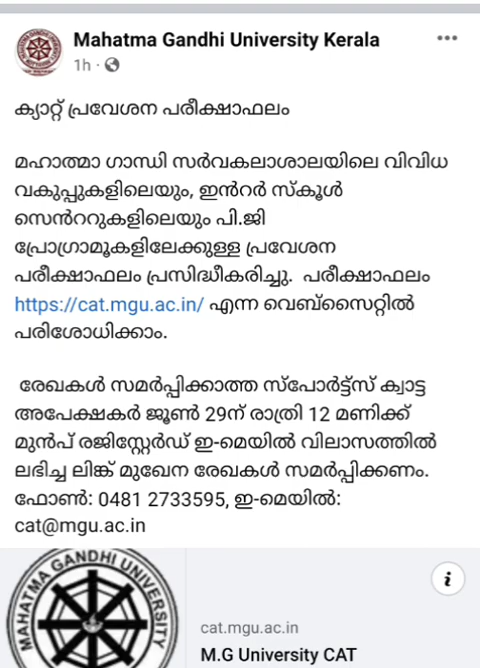 Mahatma Gandhi University Kerala
1h
ക്യാറ്റ് പ്രവേശന പരീക്ഷാഫലം
മഹാത്മാ ഗാന്ധി സർവകലാശാലയിലെ വിവിധ
വകുപ്പുകളിലെയും, ഇൻറർ സ്കൂൾ
സെൻററുകളിലെയും പി.ജി
പ്രോഗ്രാമൂകളിലേക്കുള്ള പ്രവേശന
പരീക്ഷാഫലം പ്രസിദ്ധീകരിച്ചു. പരീക്ഷാഫലം
https://cat.mgu.ac.in/ എന്ന വെബ്സൈറ്റിൽ
പരിശോധിക്കാം.
രേഖകൾ സമർപ്പിക്കാത്ത സ്പോർട്ട്സ് ക്വാട്ട
അപേക്ഷകർ ജൂൺ 29ന് രാത്രി 12 മണിക്ക്
മുൻപ് രജിസ്റ്റേർഡ് ഇ-മെയിൽ വിലാസത്തിൽ
ലഭിച്ച ലിങ്ക് മുഖേന രേഖകൾ സമർപ്പിക്കണം.
ഫോൺ: 0481 2733595, ഇ-മെയിൽ:
cat@mgu.ac.in
MAHATMA GANDHI UNIVERSITY
cat.mgu.ac.in
M.G University CAT